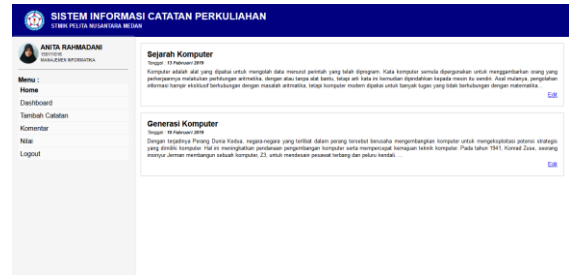 SISTEM INFORMASI CATATAN PERKULIAHAN
STMIK PELITA NUSANTARA MEDAN
ANITA RAHMADANI
MANAJEMEN INFORMATIKA
Menu :
Home
Dashboard
Tambah Catatan
Komentar
Nilai
Logout
Sejarah Komputer
Tanggal : 13 Februari 2019
Komputer adalah alat yang dipakai untuk mengolah data menurut perintah yang telah diprogram. Kata komputer semula dipergunakan untuk menggambarkan orang yang
perkerjaannya melakukan perhitungan aritmetika, dengan atau tanpa alat bantu, tetapi arti kata ini kemudian dipindahkan kepada mesin itu sendiri. Asal mulanya, pengolahan
informasi hampir eksklusif berhubungan dengan masalah aritmatika, tetapi komputer modern dipakai untuk banyak tugas yang tidak berhubungan dengan matematika...
Edit
Generasi Komputer
Tanggal : 16 Februari 2019
Dengan terjadinya Perang Dunia Kedua, negara-negara yang terlibat dalam perang tersebut berusaha mengembangkan komputer untuk mengeksploitasi potensi strategis
yang dimiliki komputer. Hal ini meningkatkan pendanaan pengembangan komputer serta mempercepat kemajuan teknik komputer. Pada tahun 1941, Konrad Zuse, seorang
insinyur Jerman membangun sebuah komputer, Z3, untuk mendesain pesawat terbang dan peluru kendali. ...
Edit